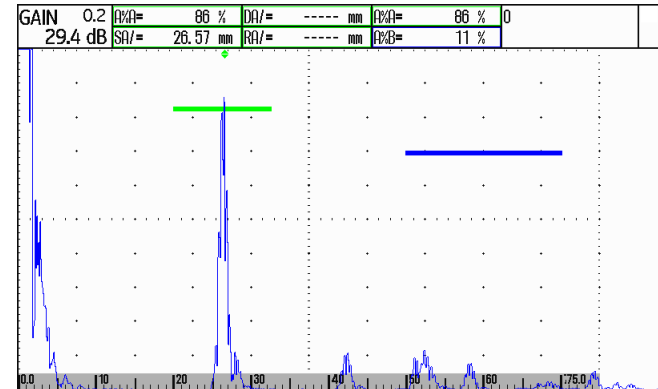 GAIN 0.2 A%A= 86 % DA/= ----- mm A%A= 86 % 0
29.4 dB SA/= 26.57 mm RA/= ----- mm A%B= 11 %
0.0 10 20 30 50 60 75.0